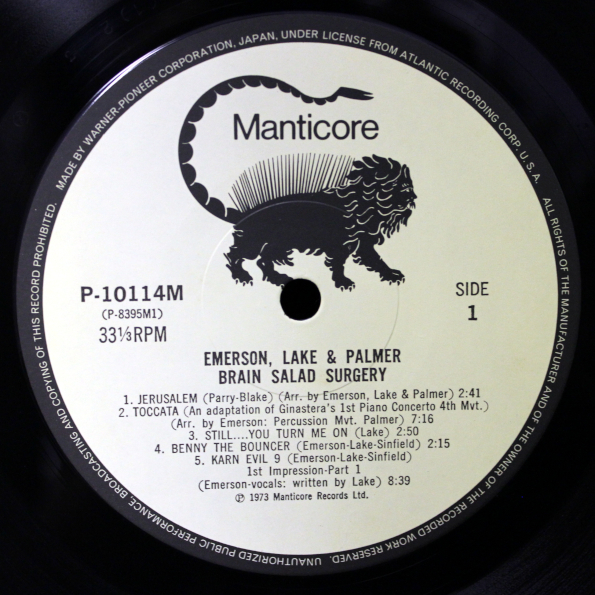 MADE BY WARNER-PIONEER CORPORATION, JAPAN, UNDER LICENSE FROM ATLANTIC RECORDING CORP. U.S.A.
ALL RIGHTS OF THE MANUFACTURER AND OF THE OWNER OF THE RECORDED WORK RESERVED.
UNAUTHORIZED PUBLIC PERFORMANCE, BROADCASTING AND COPYING OF THIS RECORD PROHIBITED.
Manticore
P-10114M
(P-8395M1)
33⅓RPM
SIDE
1
EMERSON, LAKE & PALMER
BRAIN SALAD SURGERY
1. JERUSALEM (Parry-Blake) (Arr. by Emerson, Lake & Palmer) 2:41
2. TOCCATA (An adaptation of Ginastera's 1st Piano Concerto 4th Mvt.)
(Arr. by Emerson: Percussion Mvt. Palmer) 7:16
3. STILL....YOU TURN ME ON (Lake) 2:50
4. BENNY THE BOUNCER (Emerson-Lake-Sinfield) 2:15
5. KARN EVIL 9 (Emerson-Lake-Sinfield)
1st Impression-Part 1
(Emerson-vocals: written by Lake) 8:39
℗ 1973 Manticore Records Ltd.